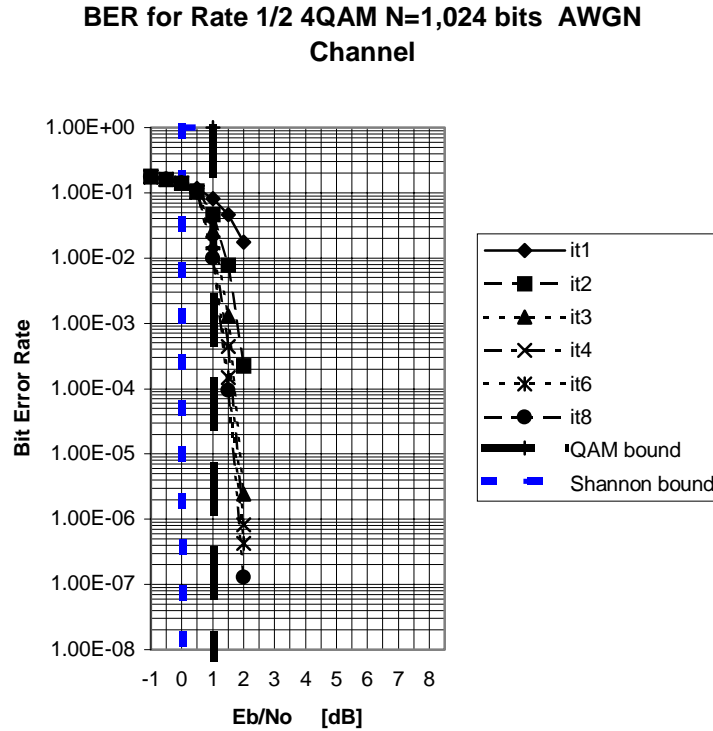 BER for Rate 1/2 4QAM N=1,024 bits AWGN
Channel
1.00E+00
1.00E-01
1.00E-02
1.00E-03
1.00E-04
1.00E-05
1.00E-06
1.00E-07
1.00E-08
Bit Error Rate
-1 0 1 2 3 4 5 6 7 8
Eb/No [dB]
it1
it2
it3
it4
it6
it8
QAM bound
Shannon bound